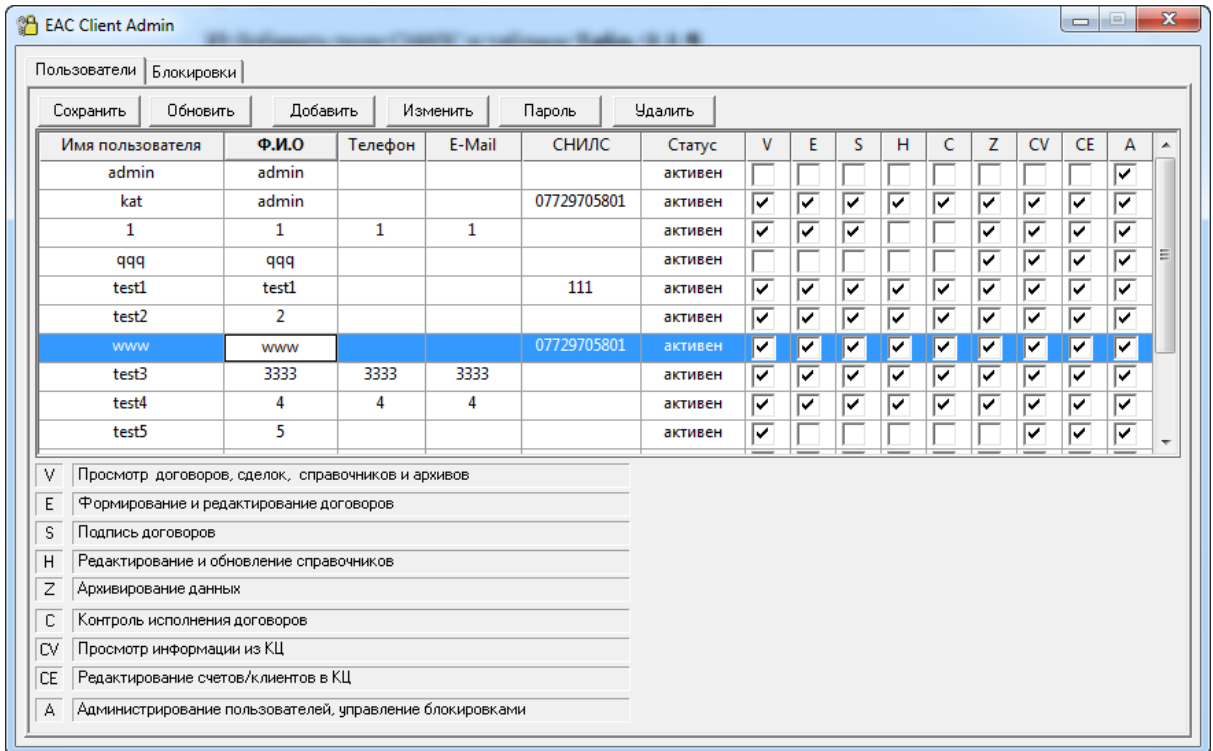 EAC Client Admin
Пользователи Блокировки
Сохранить Обновить Добавить Изменить Пароль Удалить
Имя пользователя Ф.И.О Телефон E-Mail СНИЛС Статус V E S H C Z CV CE A
admin admin активен
kat admin 07729705801 активен
1 1 1 1 активен
qqq qqq активен
test1 test1 111 активен
test2 2 активен
www www 07729705801 активен
test3 3333 3333 3333 активен
test4 4 4 4 активен
test5 5 активен
V Просмотр договоров, сделок, справочников и архивов
E Формирование и редактирование договоров
S Подпись договоров
H Редактирование и обновление справочников
Z Архивирование данных
C Контроль исполнения договоров
CV Просмотр информации из КЦ
CE Редактирование счетов/клиентов в КЦ
A Администрирование пользователей, управление блокировками